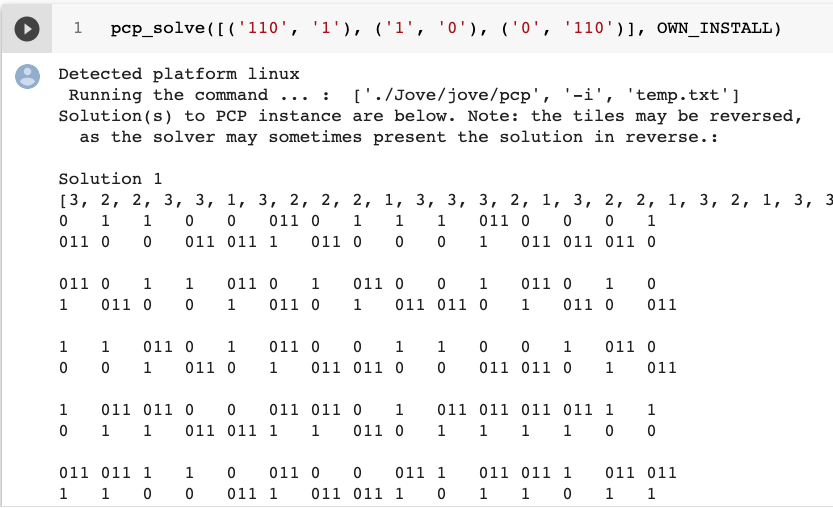 1 pcp_solve([('110', '1'), ('1', '0'), ('0', '110')], OWN_INSTALL)
Detected platform linux
Running the command ... : ['./Jove/jove/pcp', '-i', 'temp.txt']
Solution(s) to PCP instance are below. Note: the tiles may be reversed,
as the solver may sometimes present the solution in reverse.:
Solution 1
[3, 2, 2, 3, 3, 1, 3, 2, 2, 2, 1, 3, 3, 3, 2, 1, 3, 2, 2, 1, 3, 2, 1, 3, 3
0 1 1 0 0 011 0 1 1 1 011 0 0 0 1
011 0 0 011 011 1 011 0 0 0 1 011 011 011 0
011 0 1 1 011 0 1 011 0 0 1 011 0 1 0
1 011 0 0 1 011 0 1 011 011 0 1 011 0 011
1 1 011 0 1 011 0 0 1 1 0 0 1 011 0
0 0 1 011 0 1 011 011 0 0 011 011 0 1 011
1 011 011 0 0 011 011 0 1 011 011 011 011 1 1
0 1 1 011 011 1 1 011 0 1 1 1 1 0 0
011 011 1 1 0 011 0 0 011 1 011 011 1 011 011
1 1 0 0 011 1 011 011 1 0 1 1 0 1 1